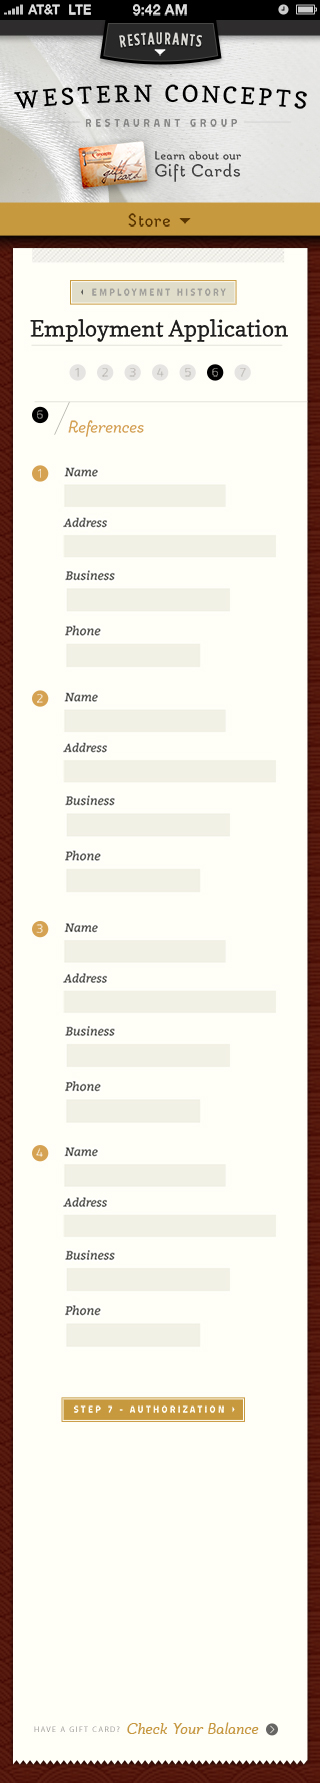 AT&T LTE 9:42 AM
RESTAURANTS
WESTERN CONCEPTS
RESTAURANT GROUP
Learn about our
Gift Cards
Store
EMPLOYMENT HISTORY
Employment Application
1 2 3 4 5 6 7
6
References
1 Name
Address
Business
Phone
2 Name
Address
Business
Phone
3 Name
Address
Business
Phone
4 Name
Address
Business
Phone
STEP 7 - AUTHORIZATION
HAVE A GIFT CARD? Check Your Balance